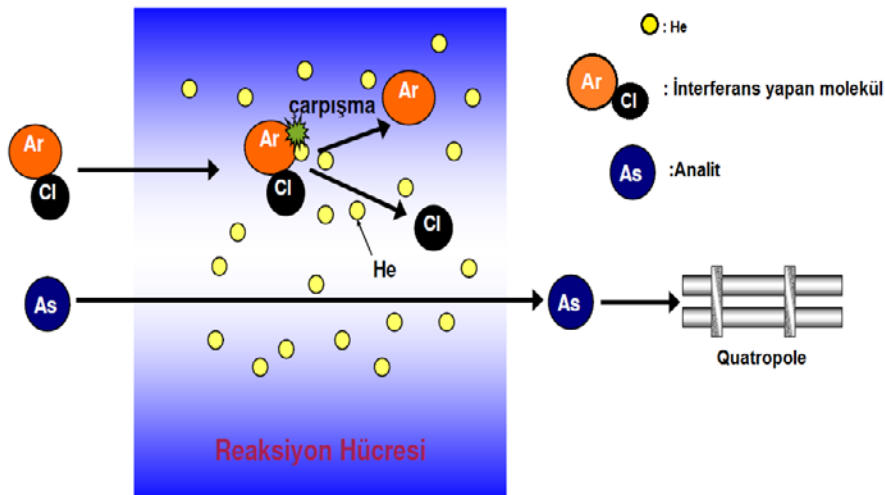 : He
Ar
Cl
: İnterferans yapan molekül
As
:Analit
Ar
çarpışma
Ar
Ar
Cl
Cl
Cl
He
As
As
Quatropole
Reaksiyon Hücresi